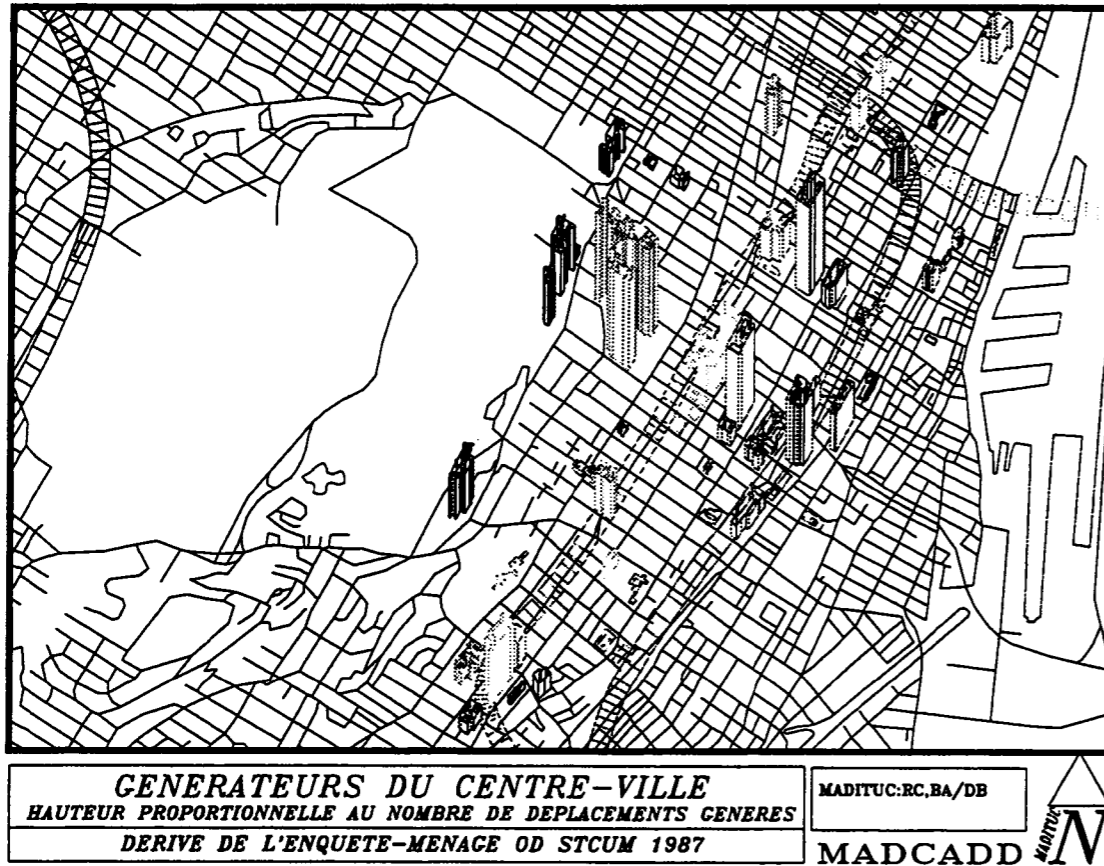 GENERATEURS DU CENTRE-VILLE
HAUTEUR PROPORTIONNELLE AU NOMBRE DE DEPLACEMENTS GENERES
DERIVE DE L'ENQUETE-MENAGE OD STCUM 1987
MADITUC:RC,BA/DB
MADCADD
MADITUC
N